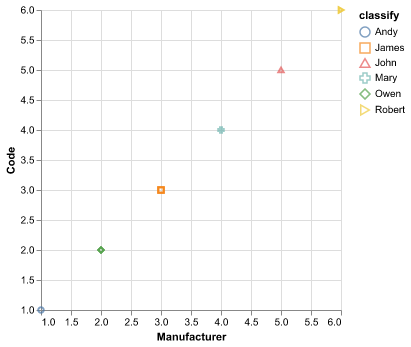 classify
Andy
James
John
Mary
Owen
Robert
Code
6.0
5.5
5.0
4.5
4.0
3.5
3.0
2.5
2.0
1.5
1.0
1.0 1.5 2.0 2.5 3.0 3.5 4.0 4.5 5.0 5.5 6.0
Manufacturer